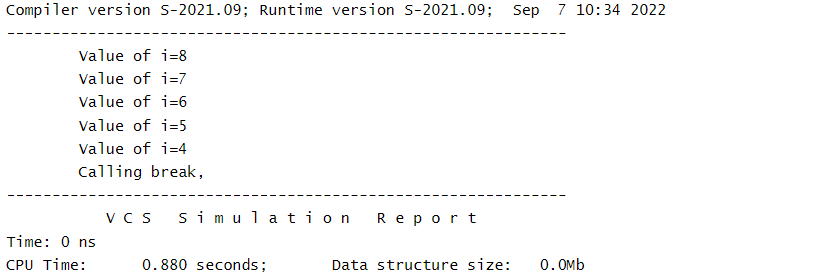 Compiler version S-2021.09; Runtime version S-2021.09;  Sep  7 10:34 2022
--------------------------------------------------------------
        Value of i=8
        Value of i=7
        Value of i=6
        Value of i=5
        Value of i=4
        Calling break,
--------------------------------------------------------------
           V C S   S i m u l a t i o n   R e p o r t
Time: 0 ns
CPU Time:      0.880 seconds;       Data structure size:   0.0Mb